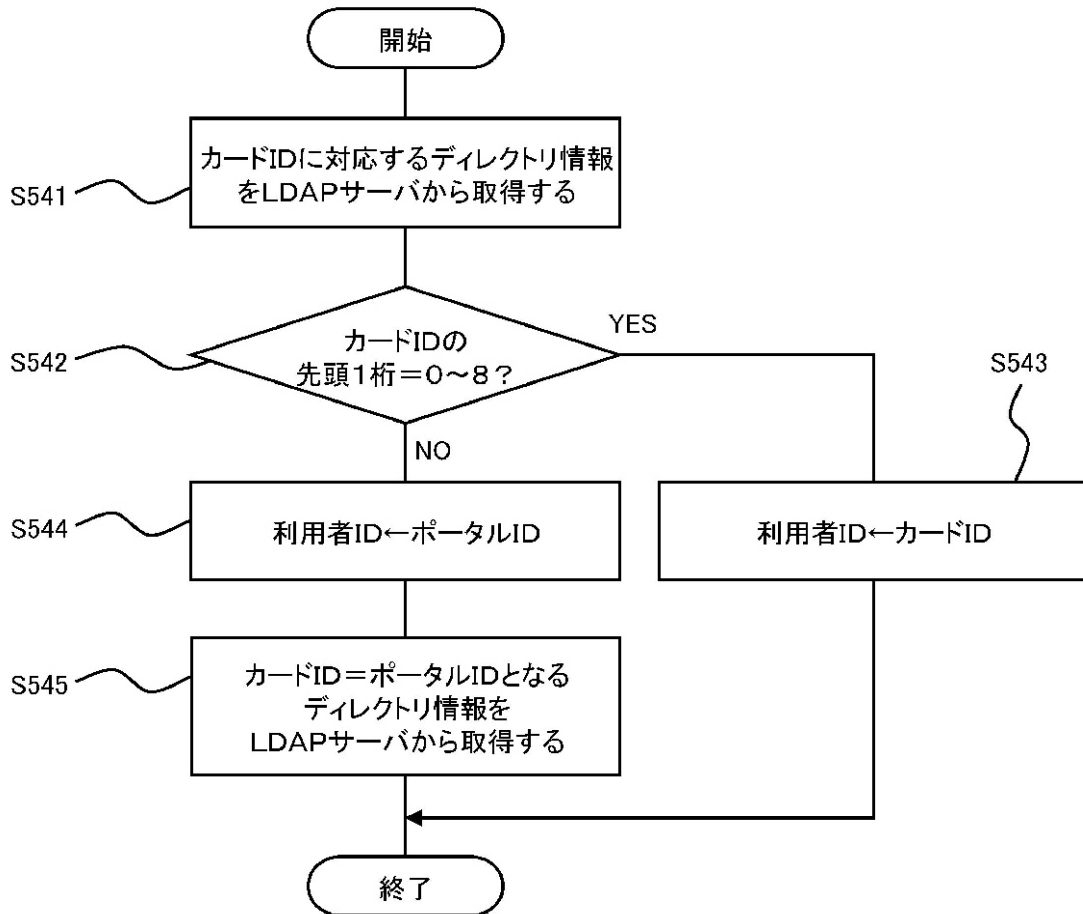 開始
カードIDに対応するディレクトリ情報
をLDAPサーバから取得する
S541
カードIDの
先頭1桁=0~8?
YES
S542
S543
NO
利用者ID←ポータルID
S544
利用者ID←カードID
カードID=ポータルIDとなる
ディレクトリ情報を
LDAPサーバから取得する
S545
終了